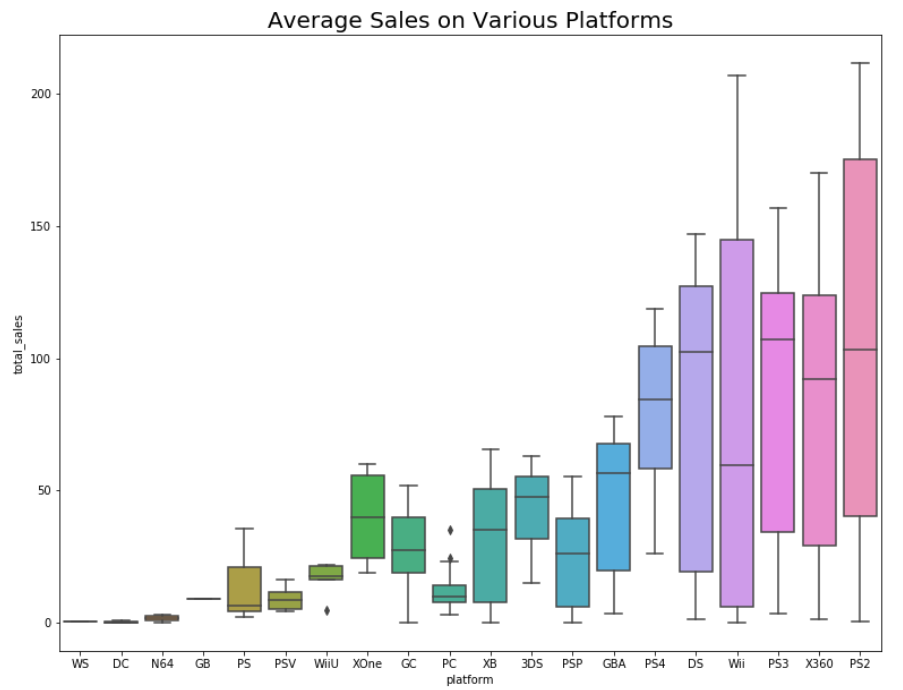 Average Sales on Various Platforms
total_sales
200
150
100
50
0
WS DC N64 GB PS PSV WiiU XOne GC PC XB 3DS PSP GBA PS4 DS Wii PS3 X360 PS2
platform